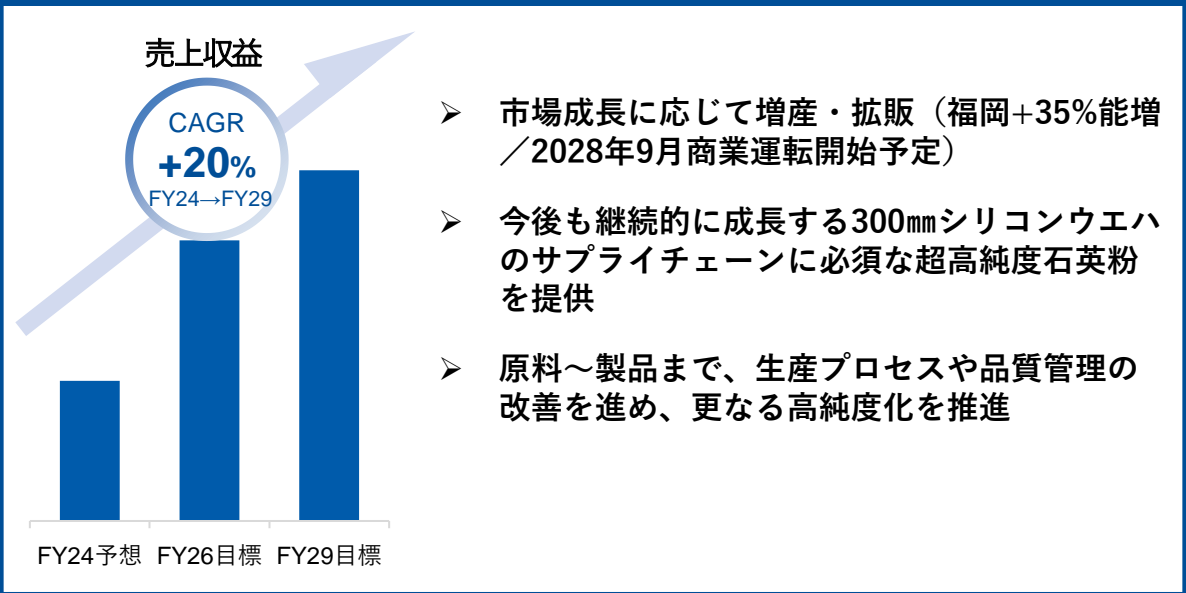 売上収益
CAGR
+20%
FY24→FY29
FY24予想 FY26目標 FY29目標
➢ 市場成長に応じて増産・拡販（福岡+35%能増
／2028年9月商業運転開始予定）
➢ 今後も継続的に成長する300㎜シリコンウエハ
のサプライチェーンに必須な超高純度石英粉
を提供
➢ 原料～製品まで、生産プロセスや品質管理の
改善を進め、更なる高純度化を推進